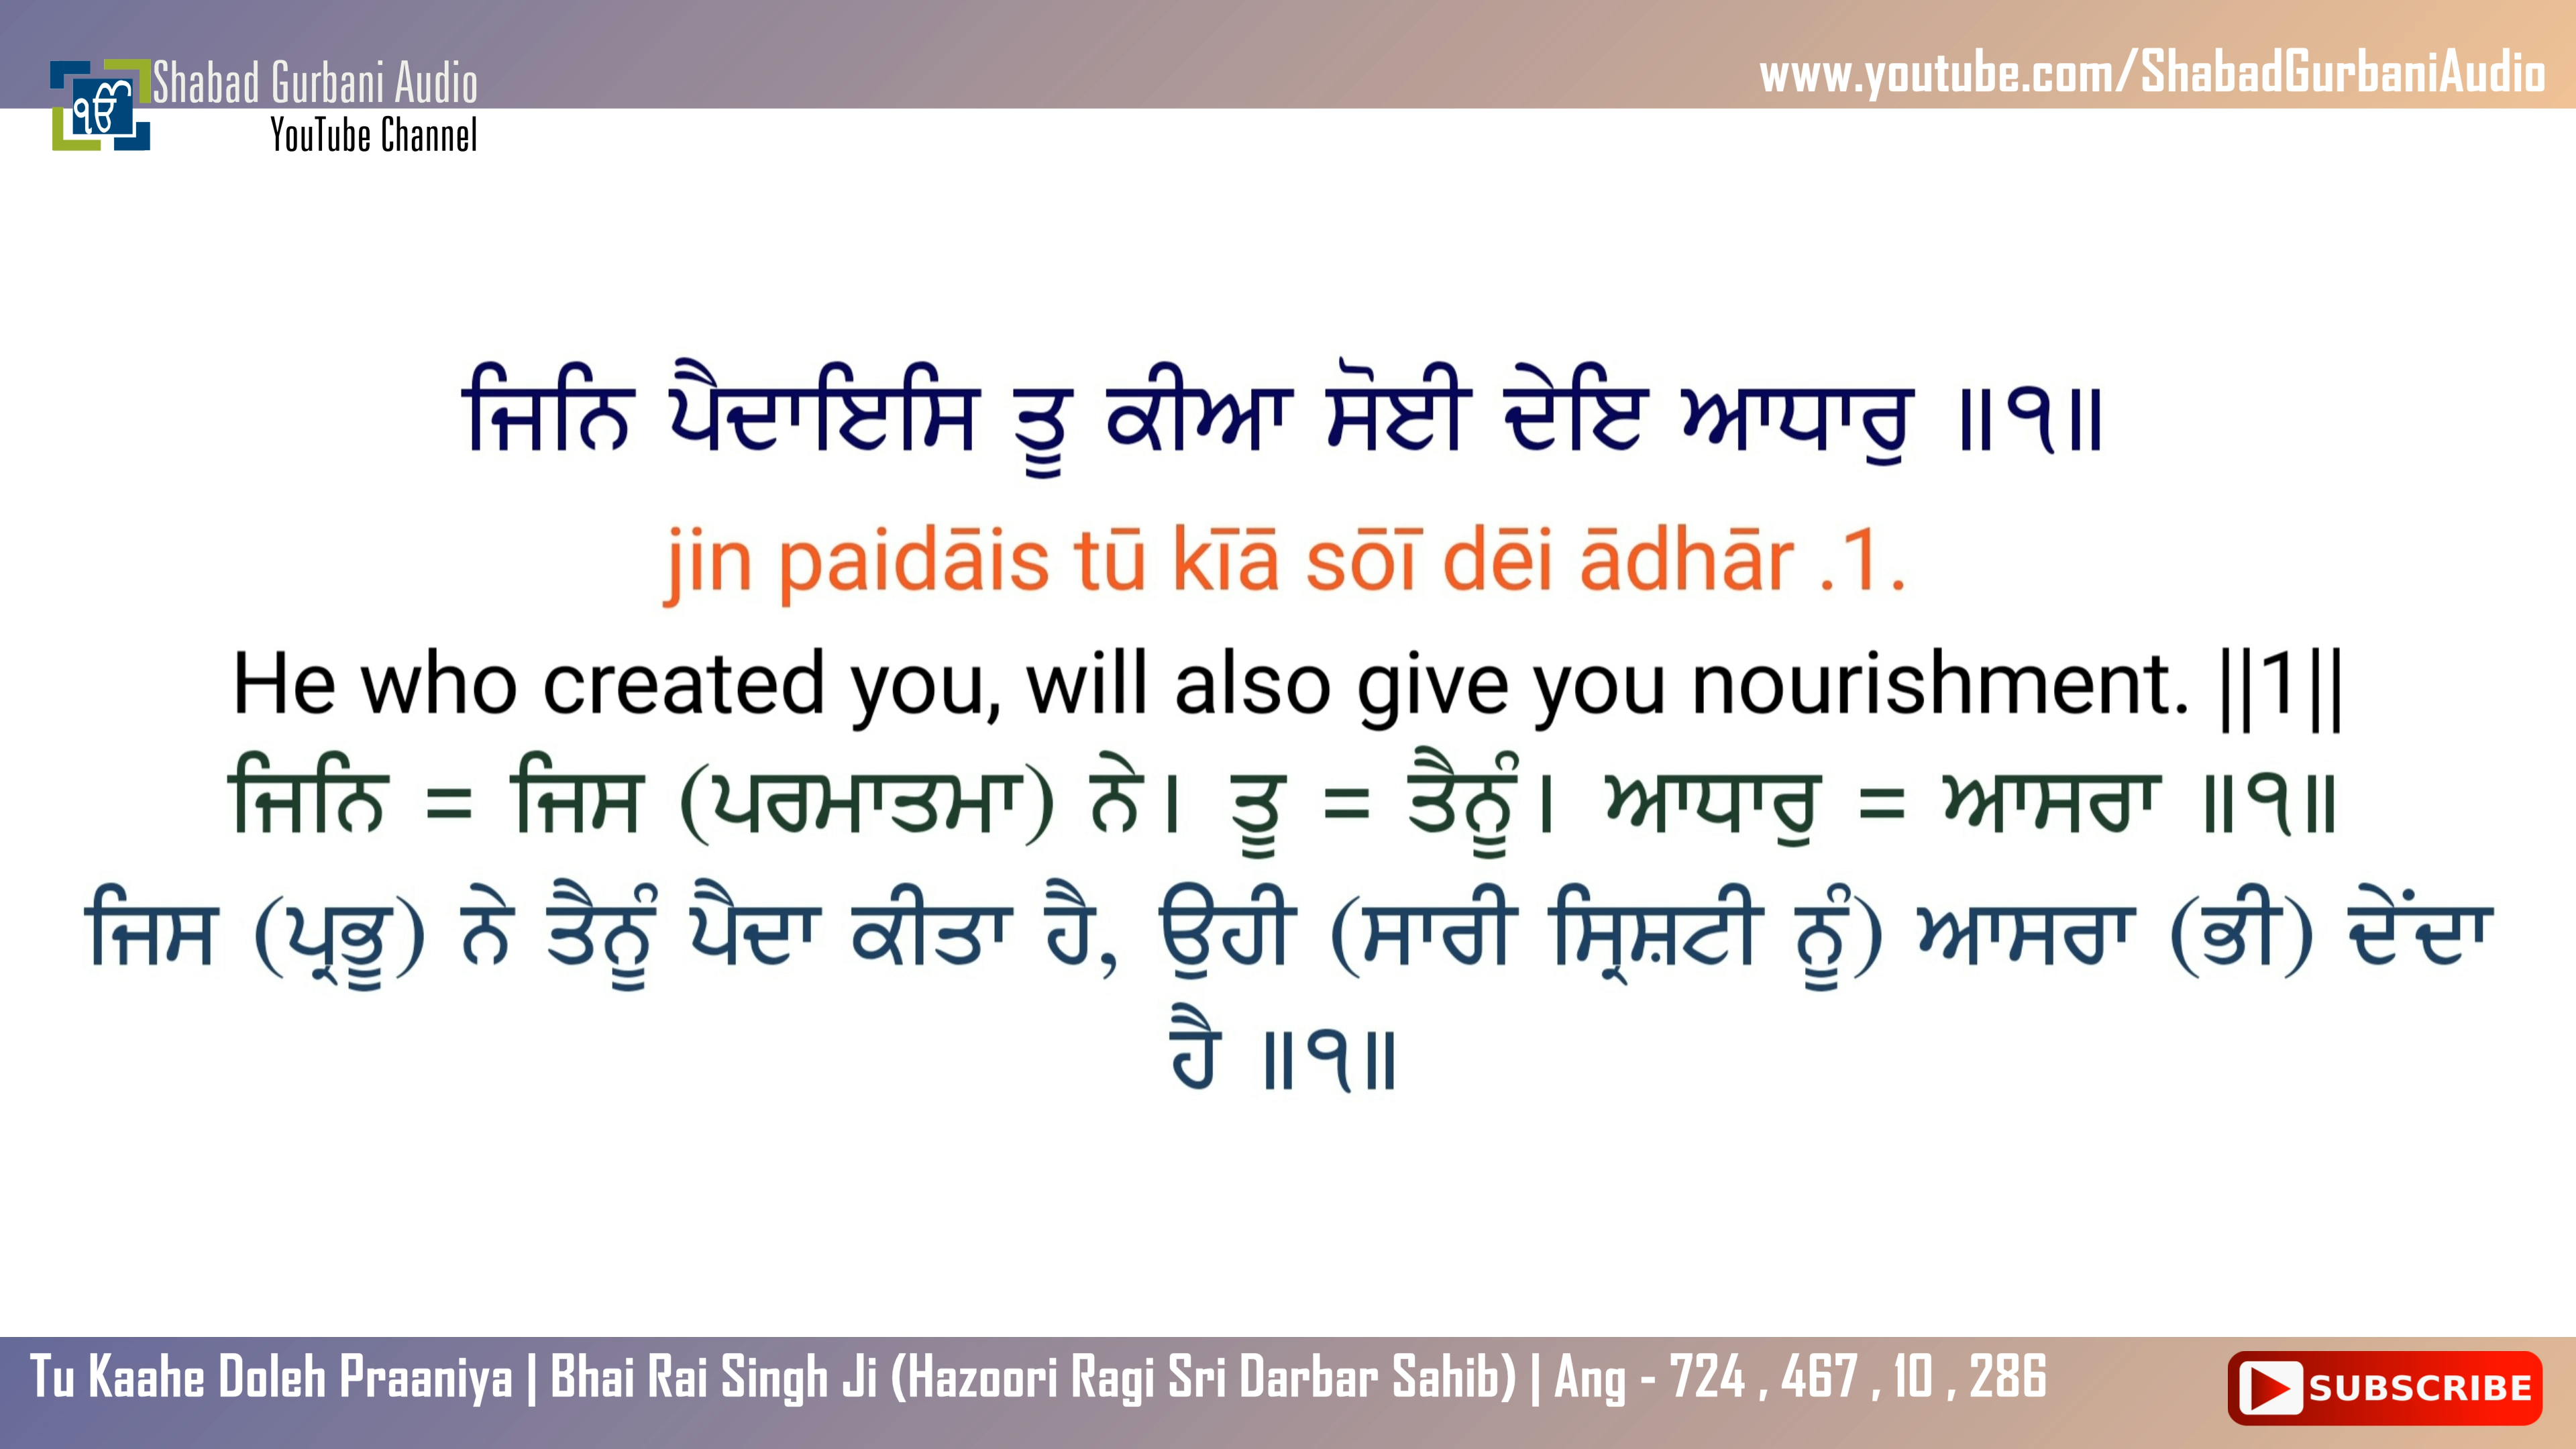 Shabad Gurbani Audio
YouTube Channel
www.youtube.com/ShabadGurbaniAudio
ੴ
ਜਿਨਿ ਪੈਦਾਇਸਿ ਤੂ ਕੀਆ ਸੋਈ ਦੇਇ ਆਧਾਰੁ ॥੧॥
jin paidāis tū kīā sōī dēi ādhār .1.
He who created you, will also give you nourishment. ||1||
ਜਿਨਿ = ਜਿਸ (ਪਰਮਾਤਮਾ) ਨੇ। ਤੂ = ਤੈਨੂੰ। ਆਧਾਰੁ = ਆਸਰਾ ॥੧॥
ਜਿਸ (ਪ੍ਰਭੂ) ਨੇ ਤੈਨੂੰ ਪੈਦਾ ਕੀਤਾ ਹੈ, ਉਹੀ (ਸਾਰੀ ਸ੍ਰਿਸ਼ਟੀ ਨੂੰ) ਆਸਰਾ (ਭੀ) ਦੇਂਦਾ
ਹੈ ॥੧॥
Tu Kaahe Doleh Praaniya | Bhai Rai Singh Ji (Hazoori Ragi Sri Darbar Sahib) | Ang - 724 , 467 , 10 , 286
SUBSCRIBE